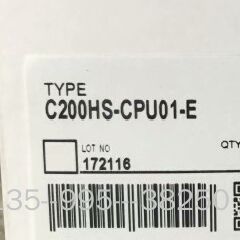 TYPE
C200HS-CPU01-E
LOT NO
172116
QTY